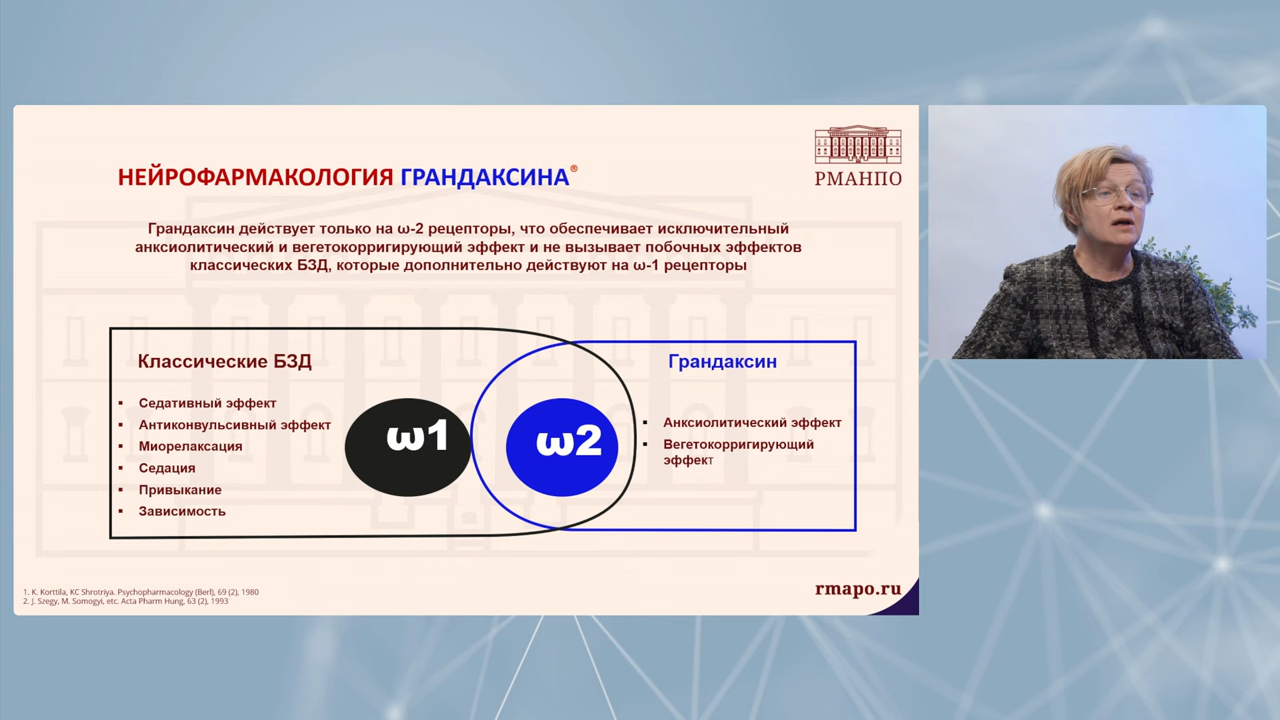 РМАНПО
НЕЙРОФАРМАКОЛОГИЯ ГРАНДАКСИНА®
Грандаксин действует только на ω-2 рецепторы, что обеспечивает исключительный
анксиолитический и вегетокорригирующий эффект и не вызывает побочных эффектов
классических БЗД, которые дополнительно действуют на ω-1 рецепторы
Классические БЗД
▪ Седативный эффект
▪ Антиконвульсивный эффект
▪ Миорелаксация
▪ Седация
▪ Привыкание
▪ Зависимость
ω1
ω2
Грандаксин
▪ Анксиолитический эффект
▪ Вегетокорригирующий
эффект
1. K. Korttila, KC Shrotriya, Psychopharmacology (Berl), 69 (2), 1980
2. J. Szegy, M. Somogyi, etc. Acta Pharm Hung, 63 (2), 1993
rmapo.ru